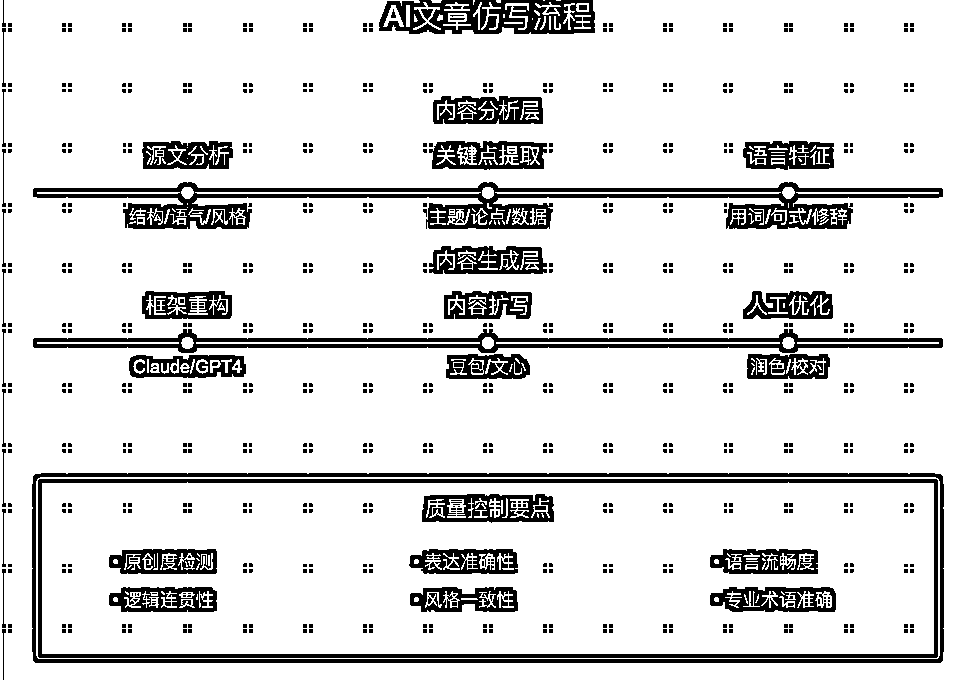 AI文章仿写流程
内容分析层
源文分析 关键点提取 语言特征
结构/语气/风格 主题/论点/数据 用词/句式/修辞
内容生成层
框架重构 内容扩写 人工优化
Claude/GPT4 豆包/文心 润色/校对
质量控制要点
原创度检测 表达准确性 语言流畅度
逻辑连贯性 风格一致性 专业术语准确